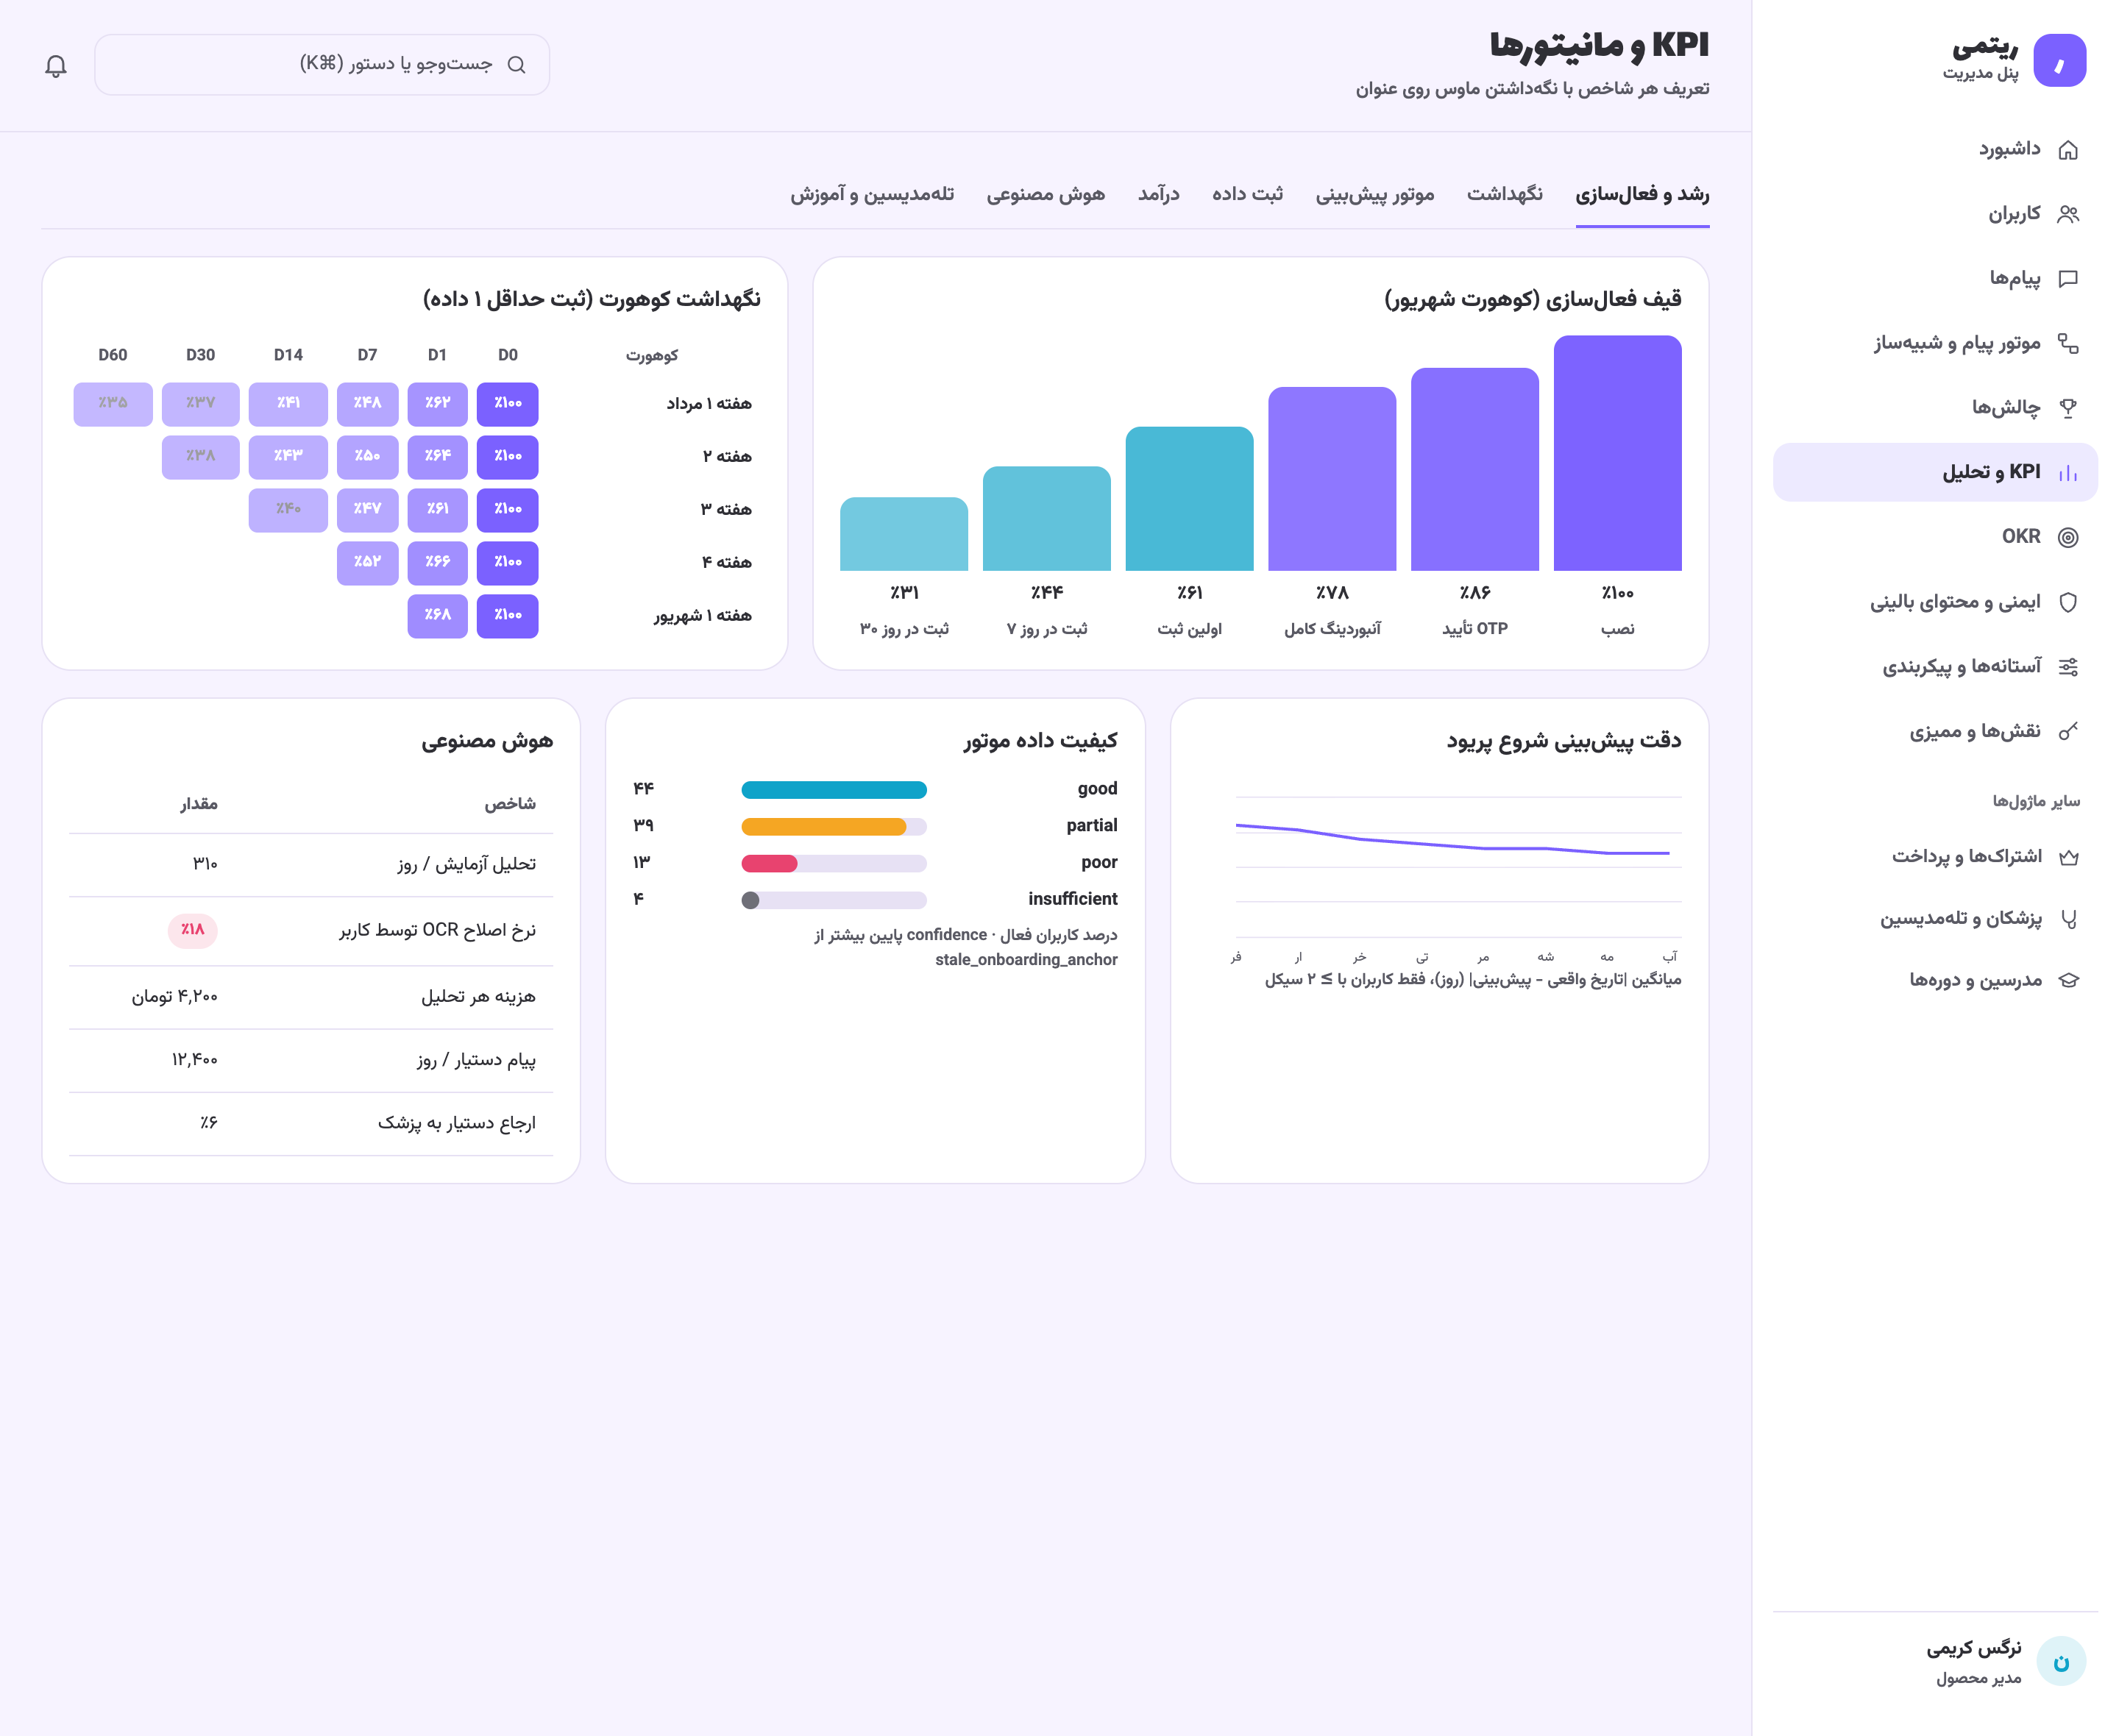 ریتمی
پنل مدیریت
داشبورد
کاربران
پیام‌ها
موتور پیام و شبیه‌ساز
چالش‌ها
KPI و تحلیل
OKR
ایمنی و محتوای بالینی
آستانه‌ها و پیکربندی
نقش‌ها و ممیزی
سایر ماژول‌ها
اشتراک‌ها و پرداخت
پزشکان و تله‌مدیسین
مدرسین و دوره‌ها
ن
نرگس کریمی
مدیر محصول
KPI و مانیتورها
تعریف هر شاخص با نگه‌داشتن ماوس روی عنوان
جست‌وجو یا دستور (⌘K)
رشد و فعال‌سازی
نگهداشت
موتور پیش‌بینی
ثبت داده
درآمد
هوش مصنوعی
تله‌مدیسین و آموزش
قیف فعال‌سازی (کوهورت شهریور)
٪۱۰۰ ٪۸۶ ٪۷۸ ٪۶۱ ٪۴۴ ٪۳۱
نصب
OTP تأیید
آنبوردینگ کامل
اولین ثبت
ثبت در روز ۷
ثبت در روز ۳۰
نگهداشت کوهورت (ثبت حداقل ۱ داده)
کوهورت D0 D1 D7 D14 D30 D60
هفته ۱ مرداد ٪۱۰۰ ٪۶۲ ٪۴۸ ٪۴۱ ٪۳۷ ٪۳۵
هفته ۲ ٪۱۰۰ ٪۶۴ ٪۵۰ ٪۴۳ ٪۳۸
هفته ۳ ٪۱۰۰ ٪۶۱ ٪۴۷ ٪۴۰
هفته ۴ ٪۱۰۰ ٪۶۶ ٪۵۲
هفته ۱ شهریور ٪۱۰۰ ٪۶۸
دقت پیش‌بینی شروع پریود
آب مه شه مر تی خر ار فر
میانگین |تاریخ واقعی - پیش‌بینی| (روز)، فقط کاربران با ≥ ۲ سیکل
کیفیت داده موتور
good ۴۴
partial ۳۹
poor ۱۳
insufficient ۴
درصد کاربران فعال · confidence پایین بیشتر از
stale_onboarding_anchor
هوش مصنوعی
شاخص مقدار
تحلیل آزمایش / روز ۳۱۰
نرخ اصلاح OCR توسط کاربر ٪۱۸
هزینه هر تحلیل ۴,۲۰۰ تومان
پیام دستیار / روز ۱۲,۴۰۰
ارجاع دستیار به پزشک ٪۶